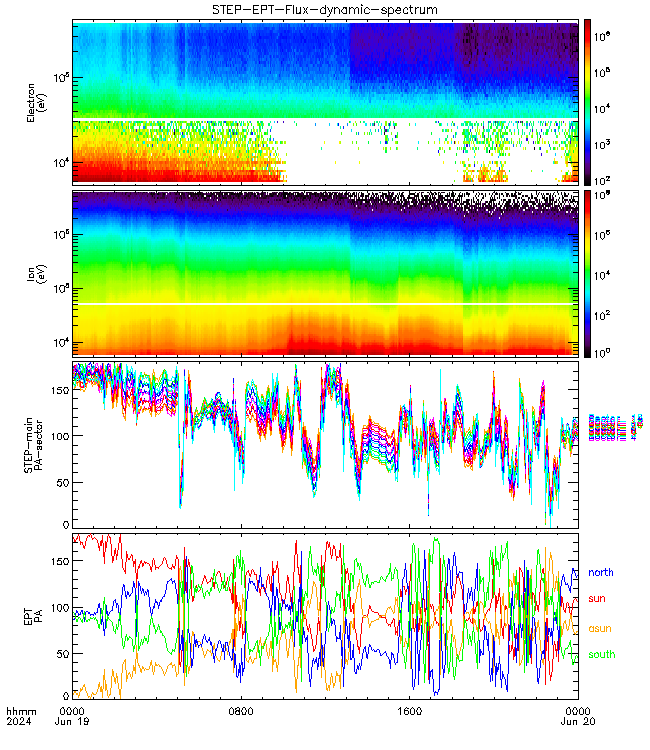 STEP-EPT-Flux-dynamic-spectrum
Electron
(eV)
10⁵
10⁴
10⁶
10⁵
10⁴
10³
10²
Ion
(eV)
10⁶
10⁵
10⁴
10⁸
10⁶
10⁴
10²
10⁰
STEP-main
PA-sector
150
100
50
0
EPT
PA
150
100
50
0
north
sun
asun
south
hhmm
2024
0000
Jun 19
0800
1600
0000
Jun 20